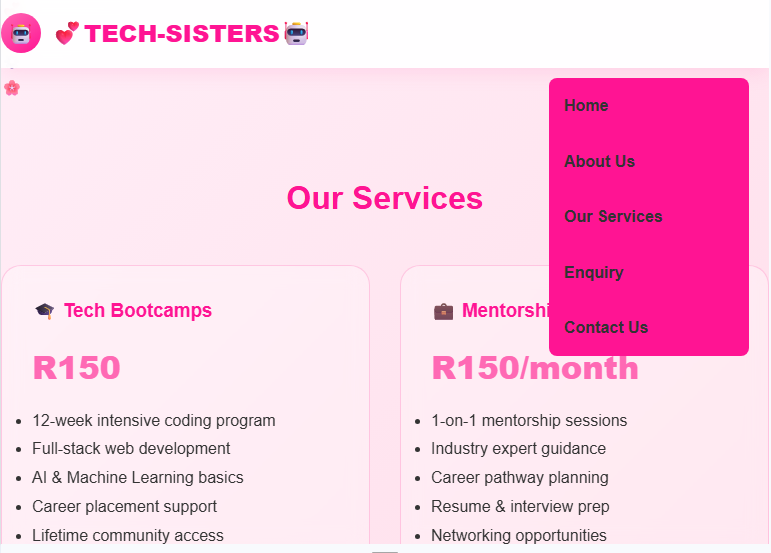 💕 TECH-SISTERS🤖
Home
About Us
Our Services
Enquiry
Contact Us
Our Services
🎓 Tech Bootcamps
R150
12-week intensive coding program
Full-stack web development
AI & Machine Learning basics
Career placement support
Lifetime community access
💼
R150/month
1-on-1 mentorship sessions
Industry expert guidance
Career pathway planning
Resume & interview prep
Networking opportunities